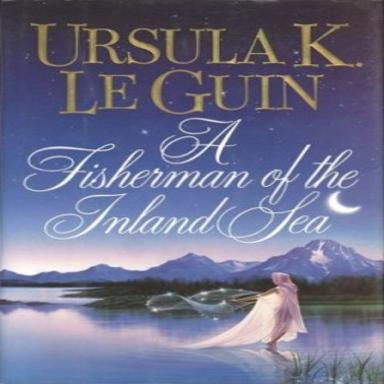 URSULA K.
LE GUIN
A
Fisherman of the
Inland Sea